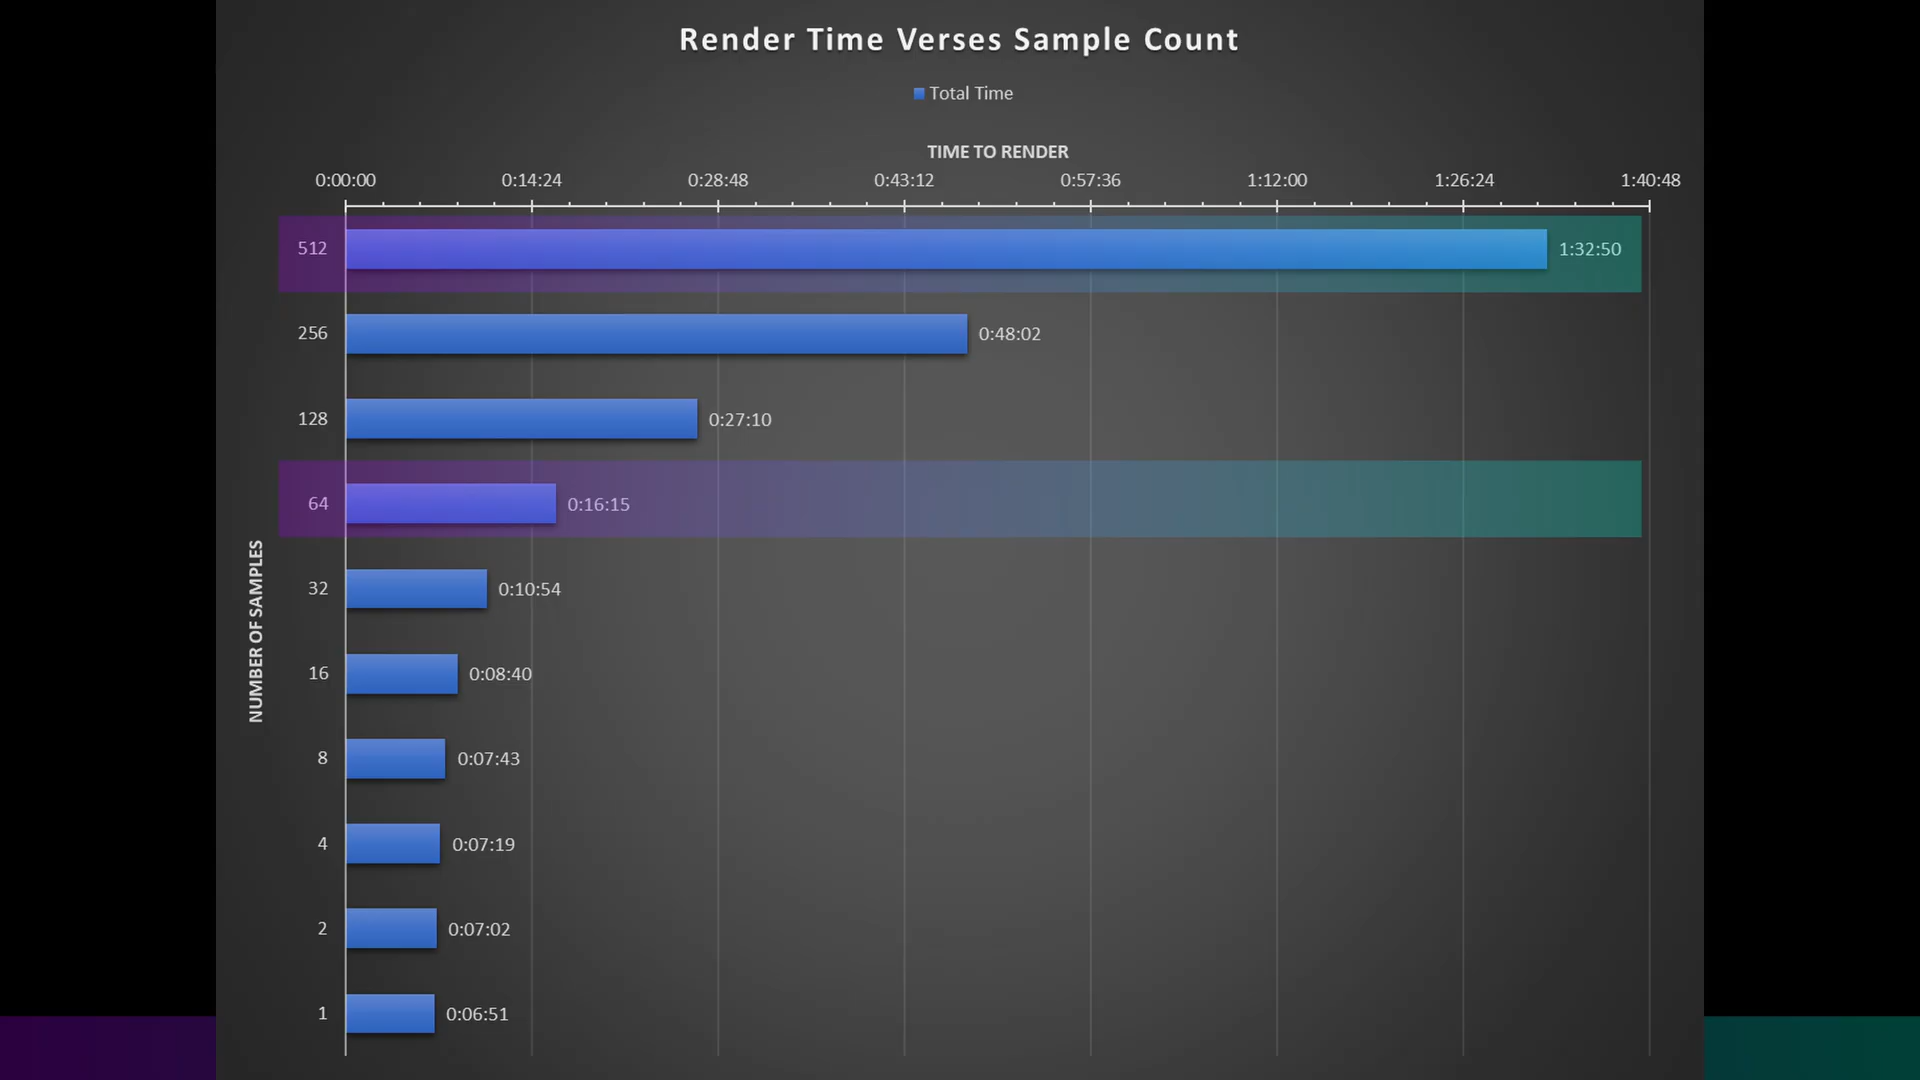 Render Time Verses Sample Count
Total Time
TIME TO RENDER
0:00:00 0:14:24 0:28:48 0:43:12 0:57:36 1:12:00 1:26:24 1:40:48
512 1:32:50
256 0:48:02
128 0:27:10
64 0:16:15
32 0:10:54
16 0:08:40
8 0:07:43
4 0:07:19
2 0:07:02
1 0:06:51
NUMBER OF SAMPLES